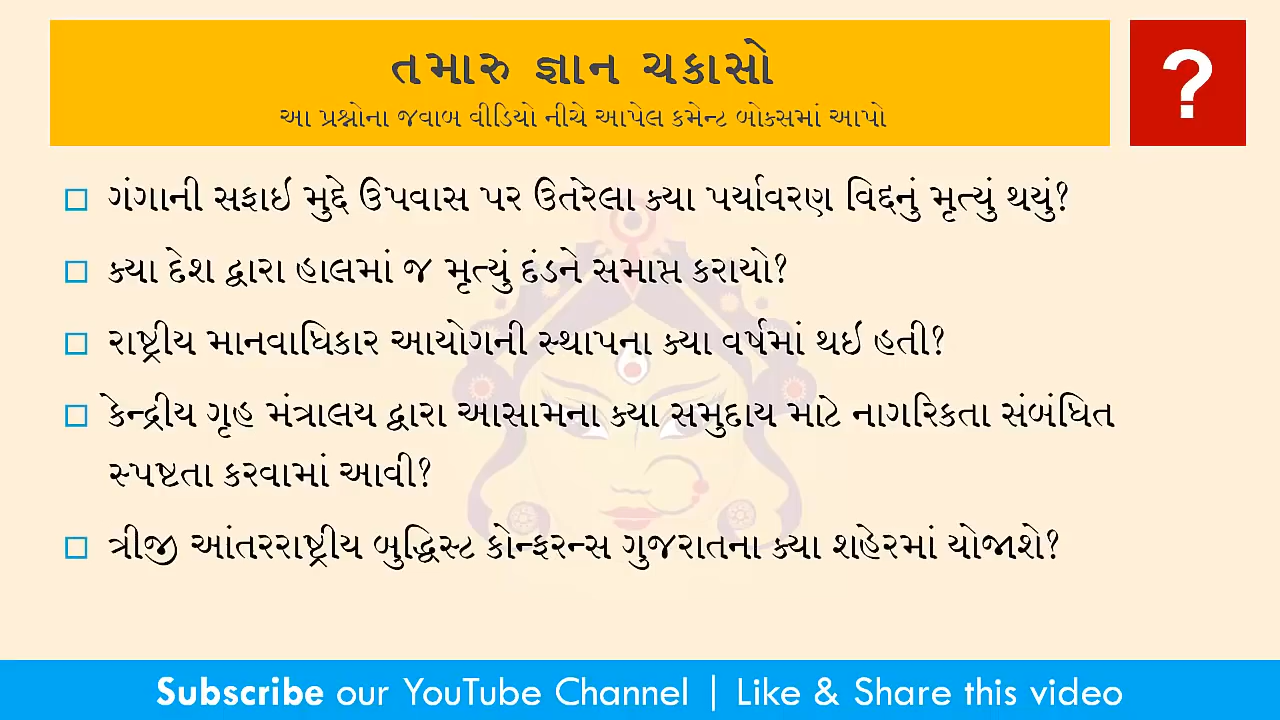 તમારુ જ્ઞાન ચકાસો
?
આ પ્રશ્નોના જવાબ વીડિયો નીચે આપેલ કમેન્ટ બોક્સમાં આપો
ગંગાની સફાઇ મુદ્દે ઉપવાસ પર ઉતરેલા ક્યા પર્યાવરણ વિદ્દનું મૃત્યું થયું?
ક્યા દેશ દ્વારા હાલમાં જ મૃત્યું દંડને સમાપ્ત કરાયો?
રાષ્ટ્રીય માનવાધિકાર આયોગની સ્થાપના ક્યા વર્ષમાં થઇ હતી?
કેન્દ્રીય ગૃહ મંત્રાલય દ્વારા આસામના ક્યા સમુદાય માટે નાગરિકતા સંબંધિત
સ્પષ્ટતા કરવામાં આવી?
ત્રીજી આંતરરાષ્ટ્રીય બુદ્ધિસ્ટ કોન્ફરન્સ ગુજરાતના ક્યા શહેરમાં યોજાશે?
Subscribe our YouTube Channel | Like & Share this video